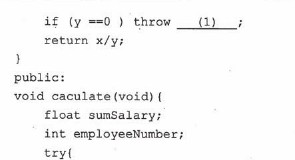 if (y ==0 ) throw (1) ;
return x/y;
}
public:
void caculate(void){
float sumSalary;
int employeeNumber;
try{